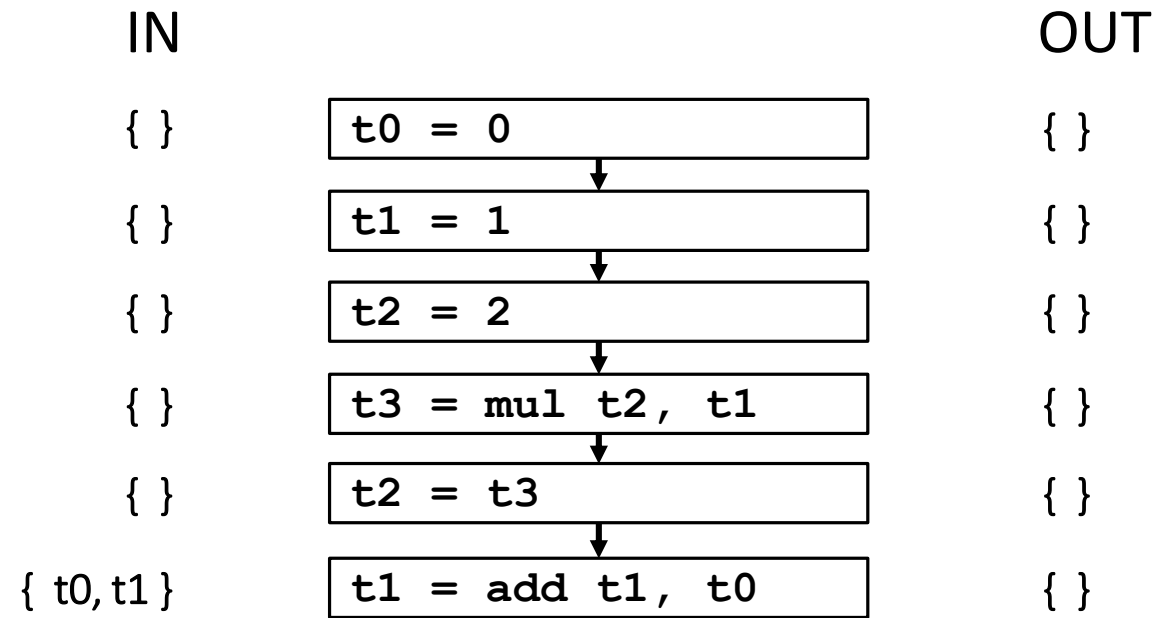 IN OUT
{ } t0 = 0 { }
{ } t1 = 1 { }
{ } t2 = 2 { }
{ } t3 = mul t2, t1 { }
{ } t2 = t3 { }
{ t0, t1 } t1 = add t1, t0 { }